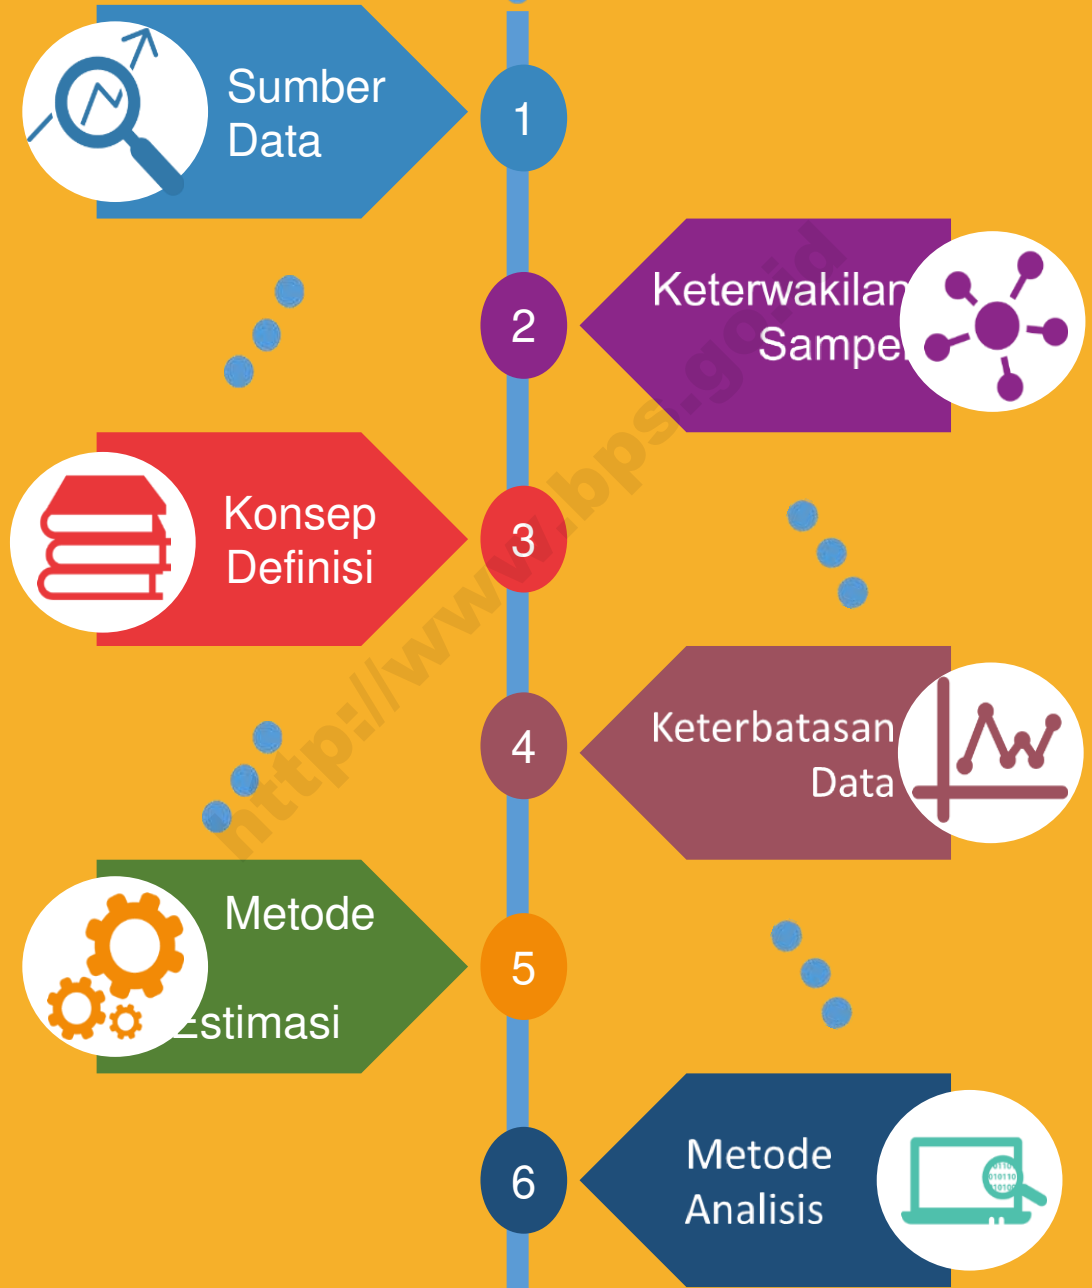 Sumber
Data
1
Keterwakilan
Sampel
2
Konsep
Definisi
3
Keterbatasan
Data
4
Metode
Estimasi
5
Metode
Analisis
6
http://www.bps.go.id